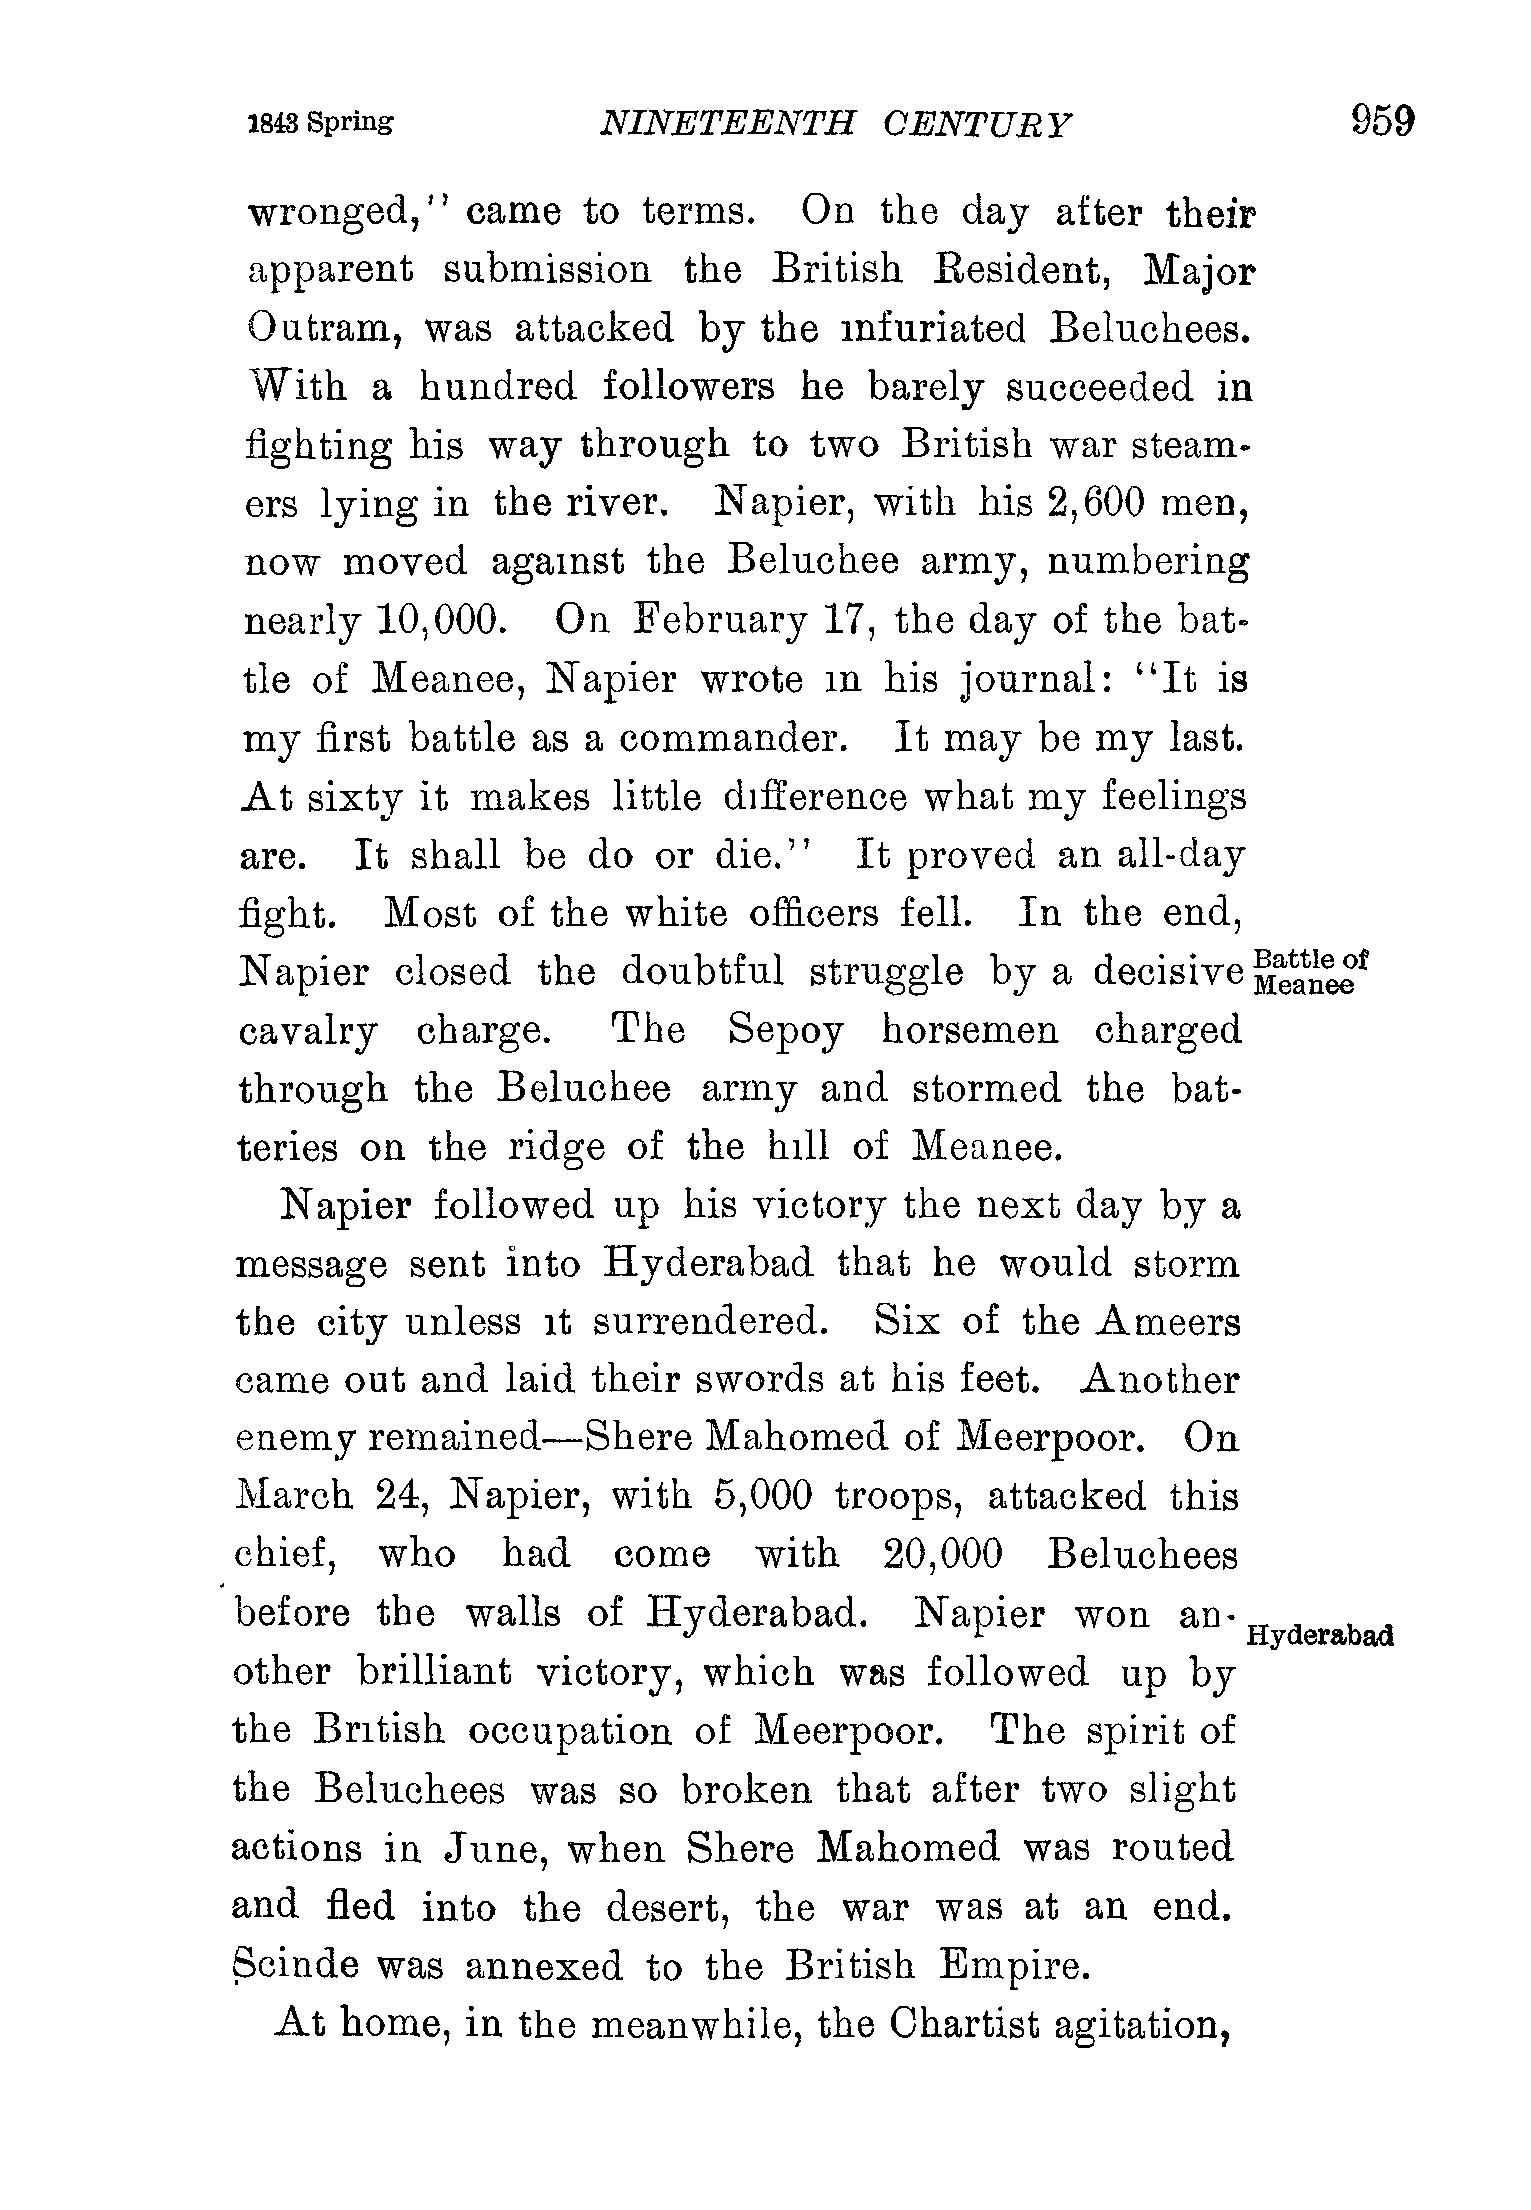 1843 Spring NINETEENTH CENTURY 959
wronged,'' came to terms. On the day after their
apparent submission the British Resident, Major
Outram, was attacked by the infuriated Beluchees.
With a hundred followers he barely succeeded in
fighting his way through to two British war steam-
ers lying in the river. Napier, with his 2,600 men,
now moved against the Beluchee army, numbering
nearly 10,000. On February 17, the day of the bat-
tle of Meanee, Napier wrote in his journal: ''It is
my first battle as a commander. It may be my last.
At sixty it makes little difference what my feelings
are. It shall be do or die.'' It proved an all-day
fight. Most of the white officers fell. In the end,
Napier closed the doubtful struggle by a decisive
Battle of
Meanee
cavalry charge. The Sepoy horsemen charged
through the Beluchee army and stormed the bat-
teries on the ridge of the hill of Meanee.
Napier followed up his victory the next day by a
message sent into Hyderabad that he would storm
the city unless it surrendered. Six of the Ameers
came out and laid their swords at his feet. Another
enemy remained—Shere Mahomed of Meerpoor. On
March 24, Napier, with 5,000 troops, attacked this
chief, who had come with 20,000 Beluchees
before the walls of Hyderabad. Napier won an-
Hyderabad
other brilliant victory, which was followed up by
the British occupation of Meerpoor. The spirit of
the Beluchees was so broken that after two slight
actions in June, when Shere Mahomed was routed
and fled into the desert, the war was at an end.
Scinde was annexed to the British Empire.
At home, in the meanwhile, the Chartist agitation,